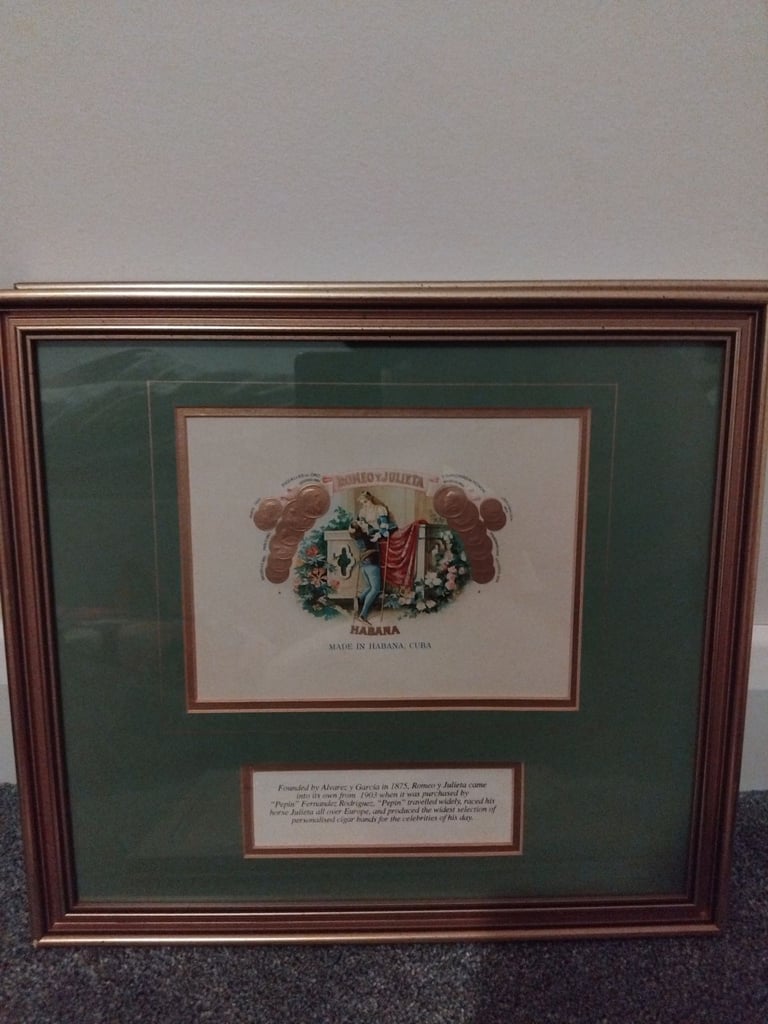 ROMEO Y JULIETA
HABANA
MADE IN HABANA, CUBA
Founded by Alvarez y Garcia in 1875, Romeo y Julieta came
into its own from 1903 when it was purchased by
"Pepin" Fernandez Rodriguez. "Pepin" travelled widely, raced his
horse Julieta all over Europe, and produced the widest selection of
personalised cigar bands for the celebrities of his day.